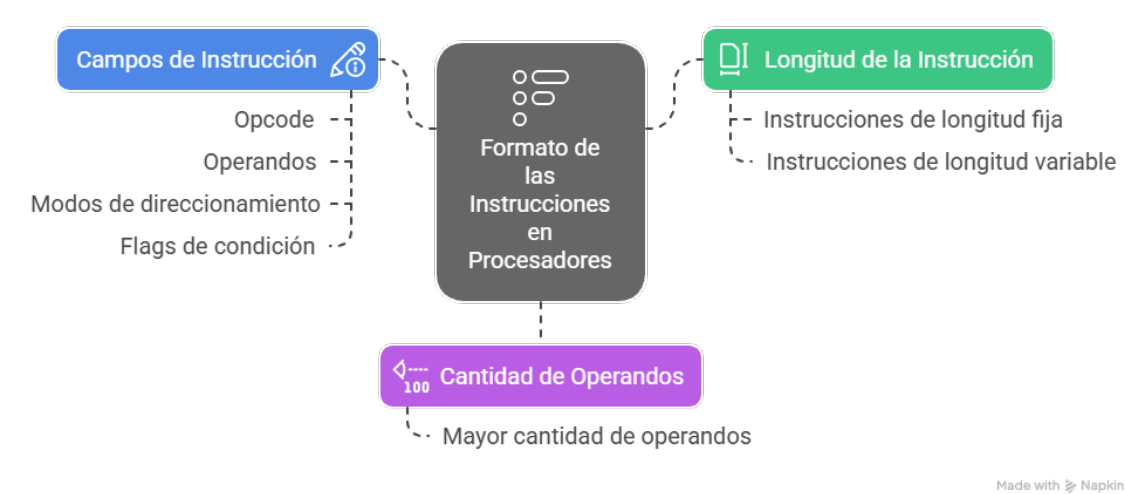 Campos de Instrucción
Opcode
Operandos
Modos de direccionamiento
Flags de condición
Formato de
las
Instrucciones
en
Procesadores
Longitud de la Instrucción
Instrucciones de longitud fija
Instrucciones de longitud variable
100
Cantidad de Operandos
Mayor cantidad de operandos
Made with Napkin